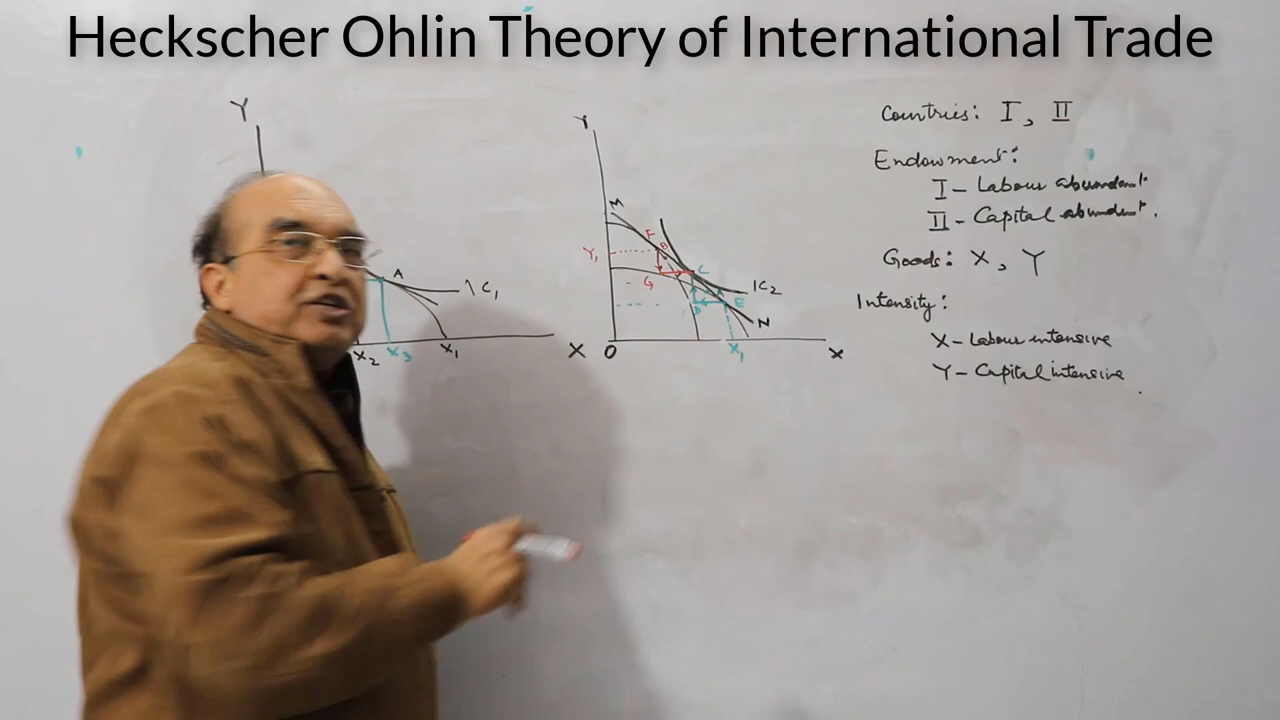 Heckscher Ohlin Theory of International Trade
Y
A
IC₁
X₂ X₃ X₁ X
Y
M
F
B
Y₁
C
G
IC₂
E
N
O X₁ X
Countries: I, II
Endowment:
I - Labour abundant
II - Capital abundant.
Goods: X, Y
Intensity:
X - Labour intensive
Y - Capital intensive